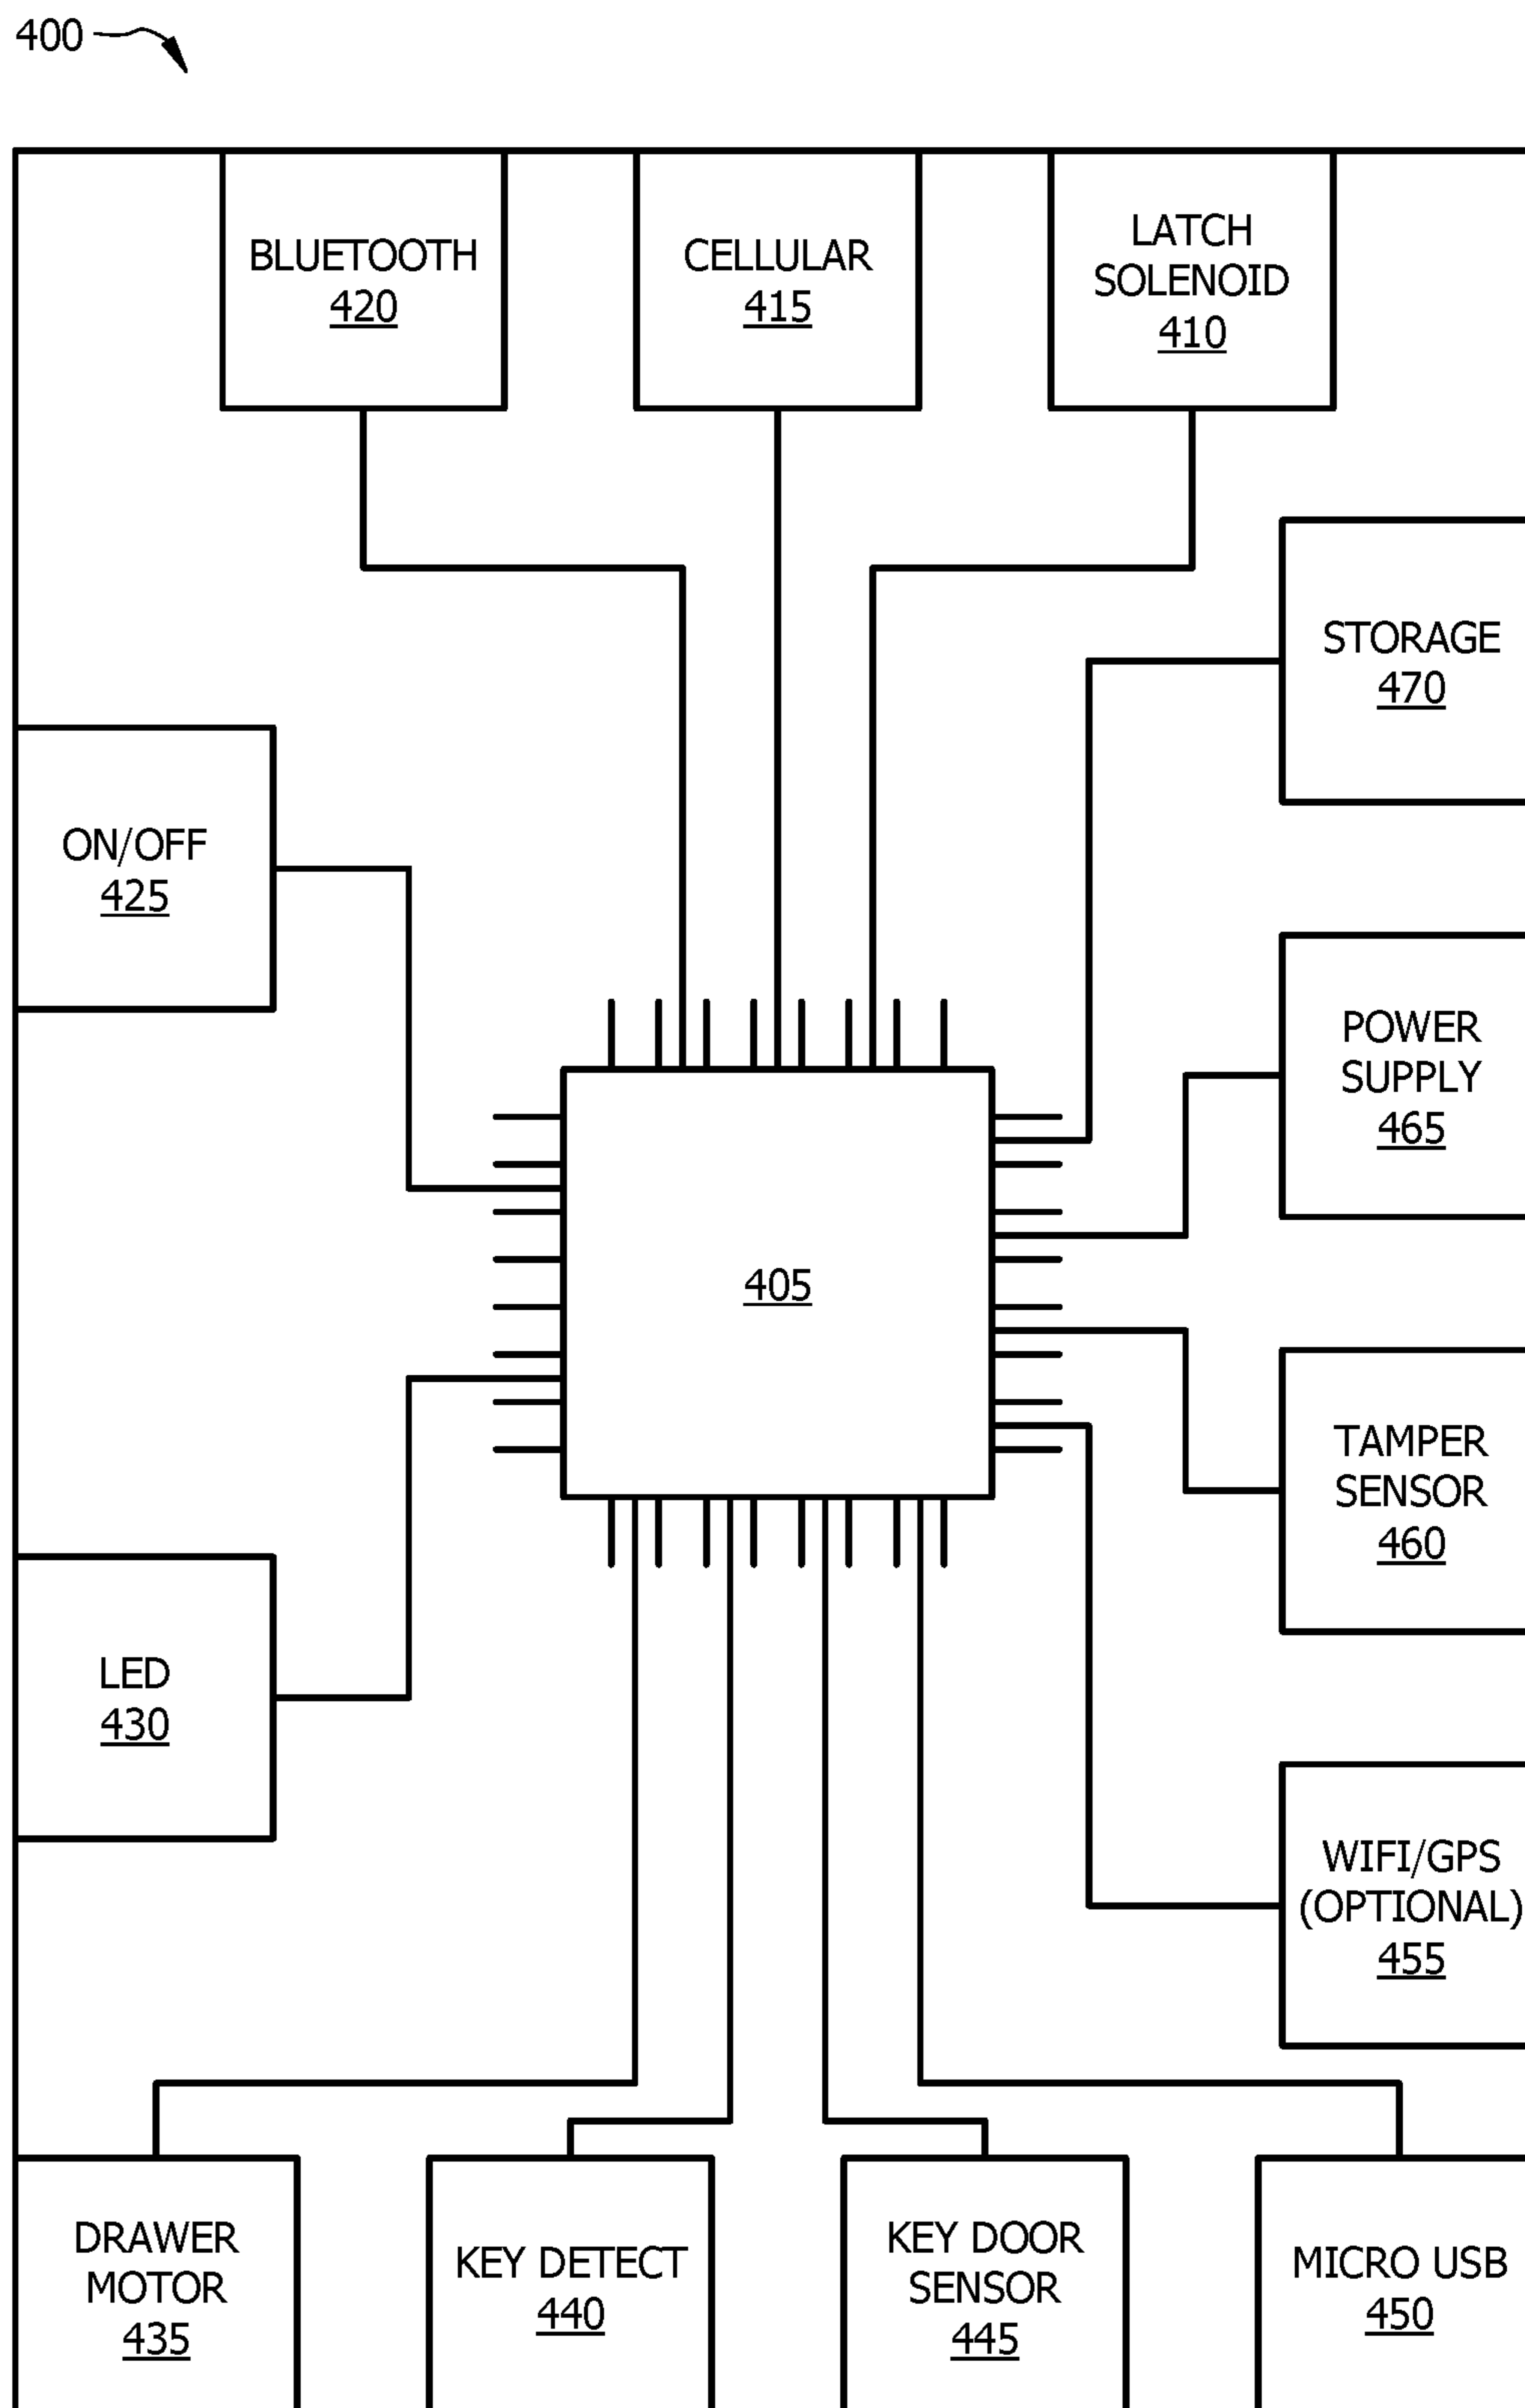 400
BLUETOOTH
420
CELLULAR
415
LATCH
SOLENOID
410
STORAGE
470
ON/OFF
425
POWER
SUPPLY
465
405
TAMPER
SENSOR
460
LED
430
WIFI/GPS
(OPTIONAL)
455
DRAWER
MOTOR
435
KEY DETECT
440
KEY DOOR
SENSOR
445
MICRO USB
450